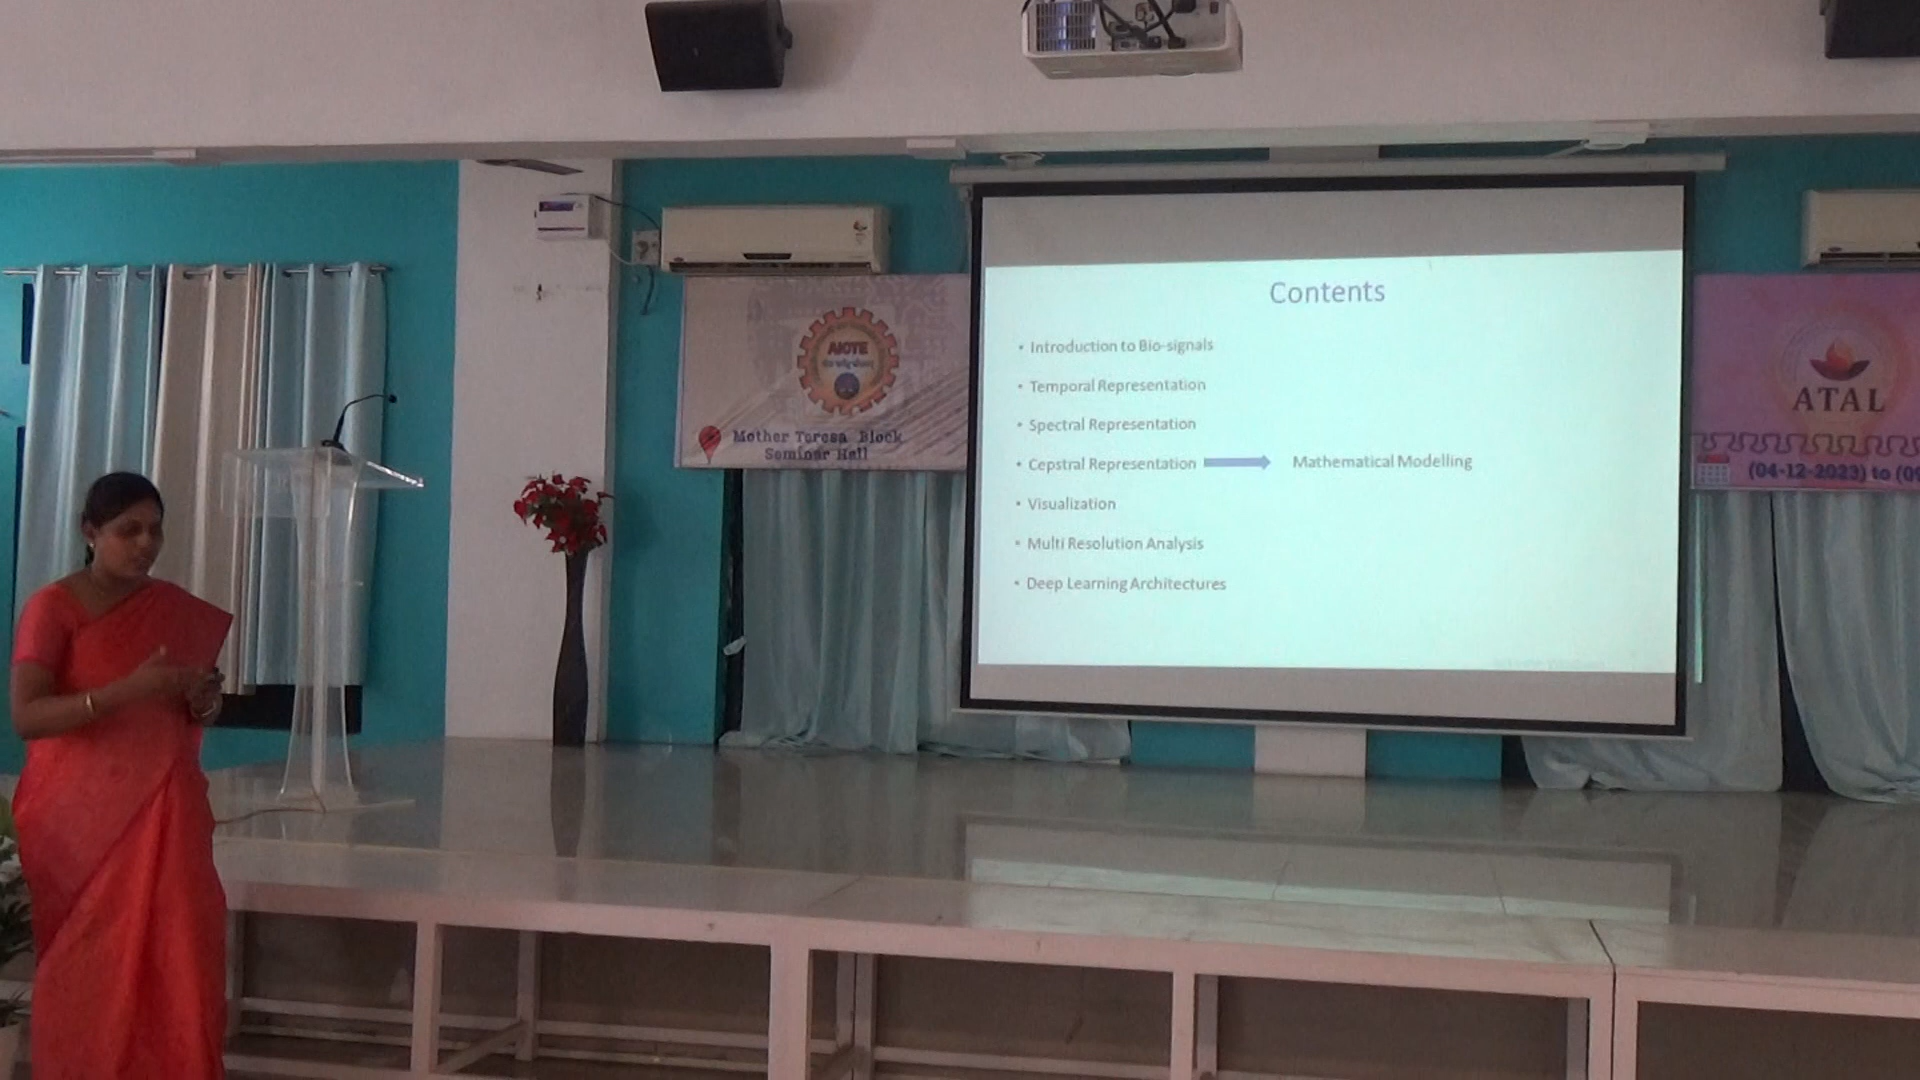 AICTE
Mother Teresa Block
Seminar Hall
Contents
• Introduction to Bio-signals
• Temporal Representation
• Spectral Representation
• Cepstral Representation
Mathematical Modelling
• Visualization
• Multi Resolution Analysis
• Deep Learning Architectures
ATAL
(04-12-2023) to (09